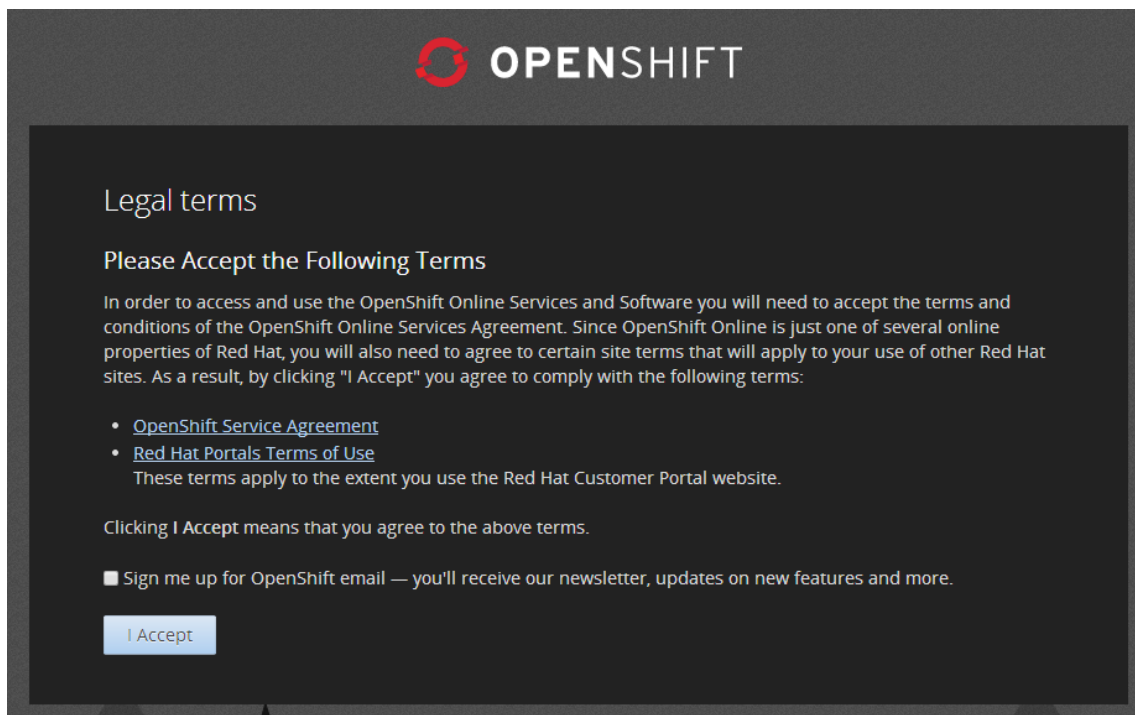 OPENSHIFT
Legal terms
Please Accept the Following Terms
In order to access and use the OpenShift Online Services and Software you will need to accept the terms and
conditions of the OpenShift Online Services Agreement. Since OpenShift Online is just one of several online
properties of Red Hat, you will also need to agree to certain site terms that will apply to your use of other Red Hat
sites. As a result, by clicking "I Accept" you agree to comply with the following terms:
• OpenShift Service Agreement
• Red Hat Portals Terms of Use
These terms apply to the extent you use the Red Hat Customer Portal website.
Clicking I Accept means that you agree to the above terms.
Sign me up for OpenShift email — you'll receive our newsletter, updates on new features and more.
I Accept